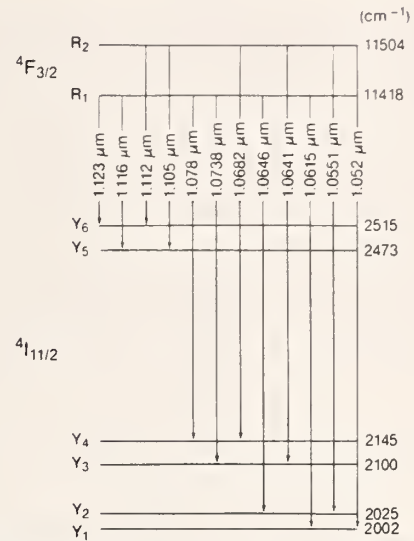 (cm⁻¹)
R₂ 11504
⁴F₃/₂
R₁ 11418
1.123 μm
1.116 μm
1.112 μm
1.105 μm
1.078 μm
1.0738 μm
1.0682 μm
1.0646 μm
1.0641 μm
1.0615 μm
1.0551 μm
1.052 μm
Y₆ 2515
Y₅ 2473
⁴I₁₁/₂
Y₄ 2145
Y₃ 2100
Y₂ 2025
Y₁ 2002